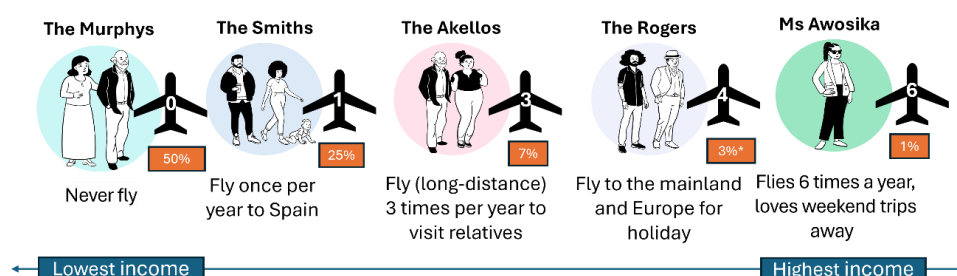 The Murphys
The Smiths
The Akellos
The Rogers
Ms Awosika
0
1
3
4
6
50%
25%
7%
3%*
1%
Never fly
Fly once per
year to Spain
Fly (long-distance)
3 times per year to
visit relatives
Fly to the mainland
and Europe for
holiday
Flies 6 times a year,
loves weekend trips
away
Lowest income
Highest income